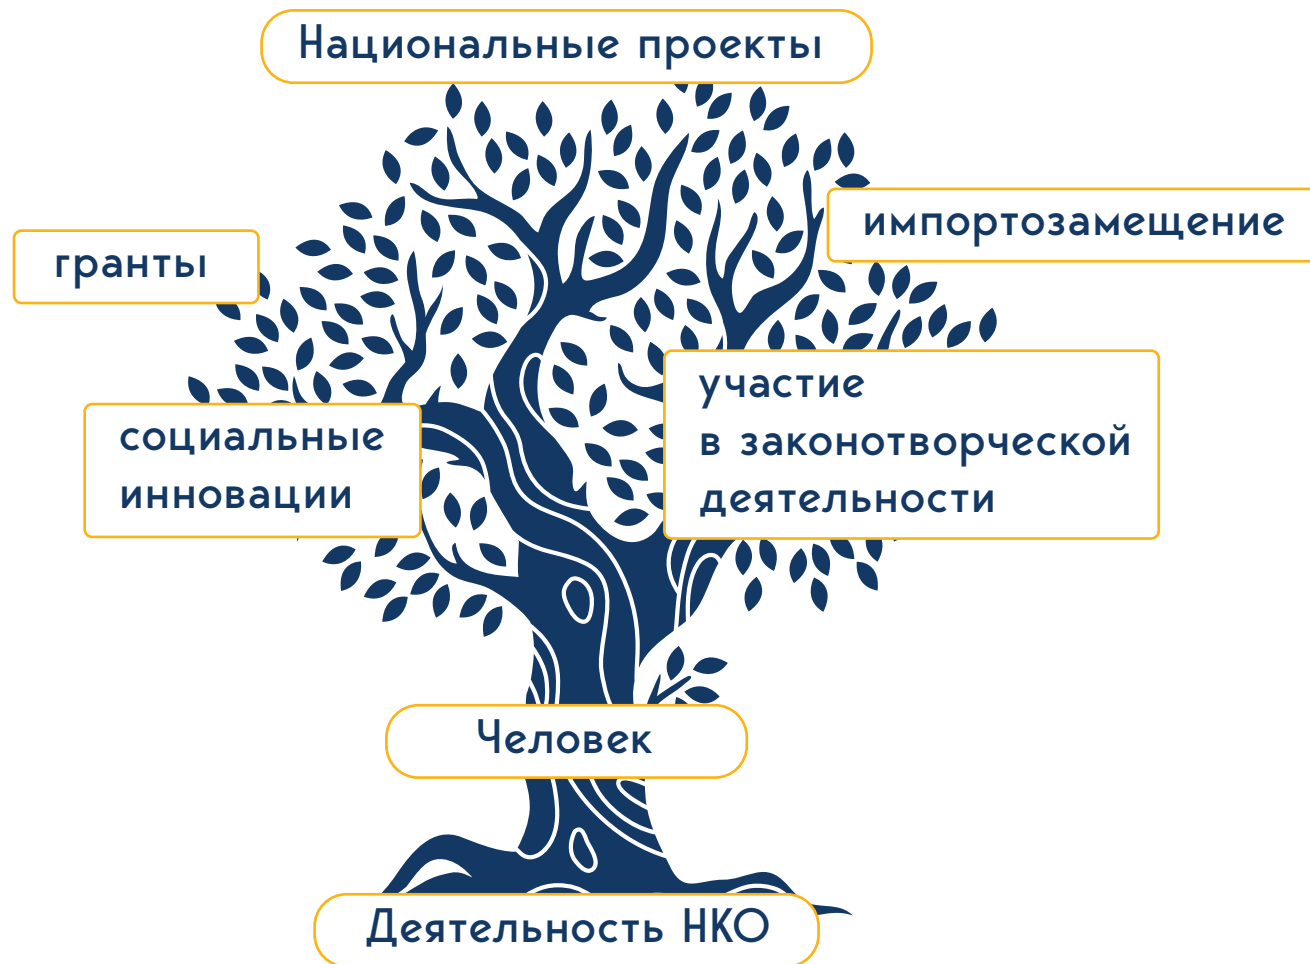 Национальные проекты
импортозамещение
гранты
участие
в законотворческой
деятельности
социальные
инновации
Человек
Деятельность НКО